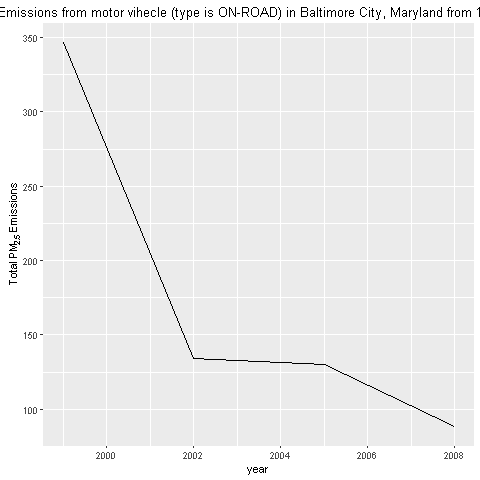 Emissions from motor vihecle (type is ON-ROAD) in Baltimore City, Maryland from 1
350
300
250
200
150
100
Total PM2.5 Emissions
2000 2002 2004 2006 2008
year